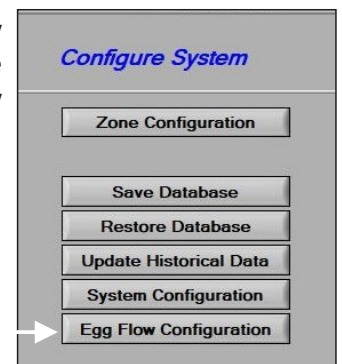 Configure System
Zone Configuration
Save Database
Restore Database
Update Historical Data
System Configuration
Egg Flow Configuration